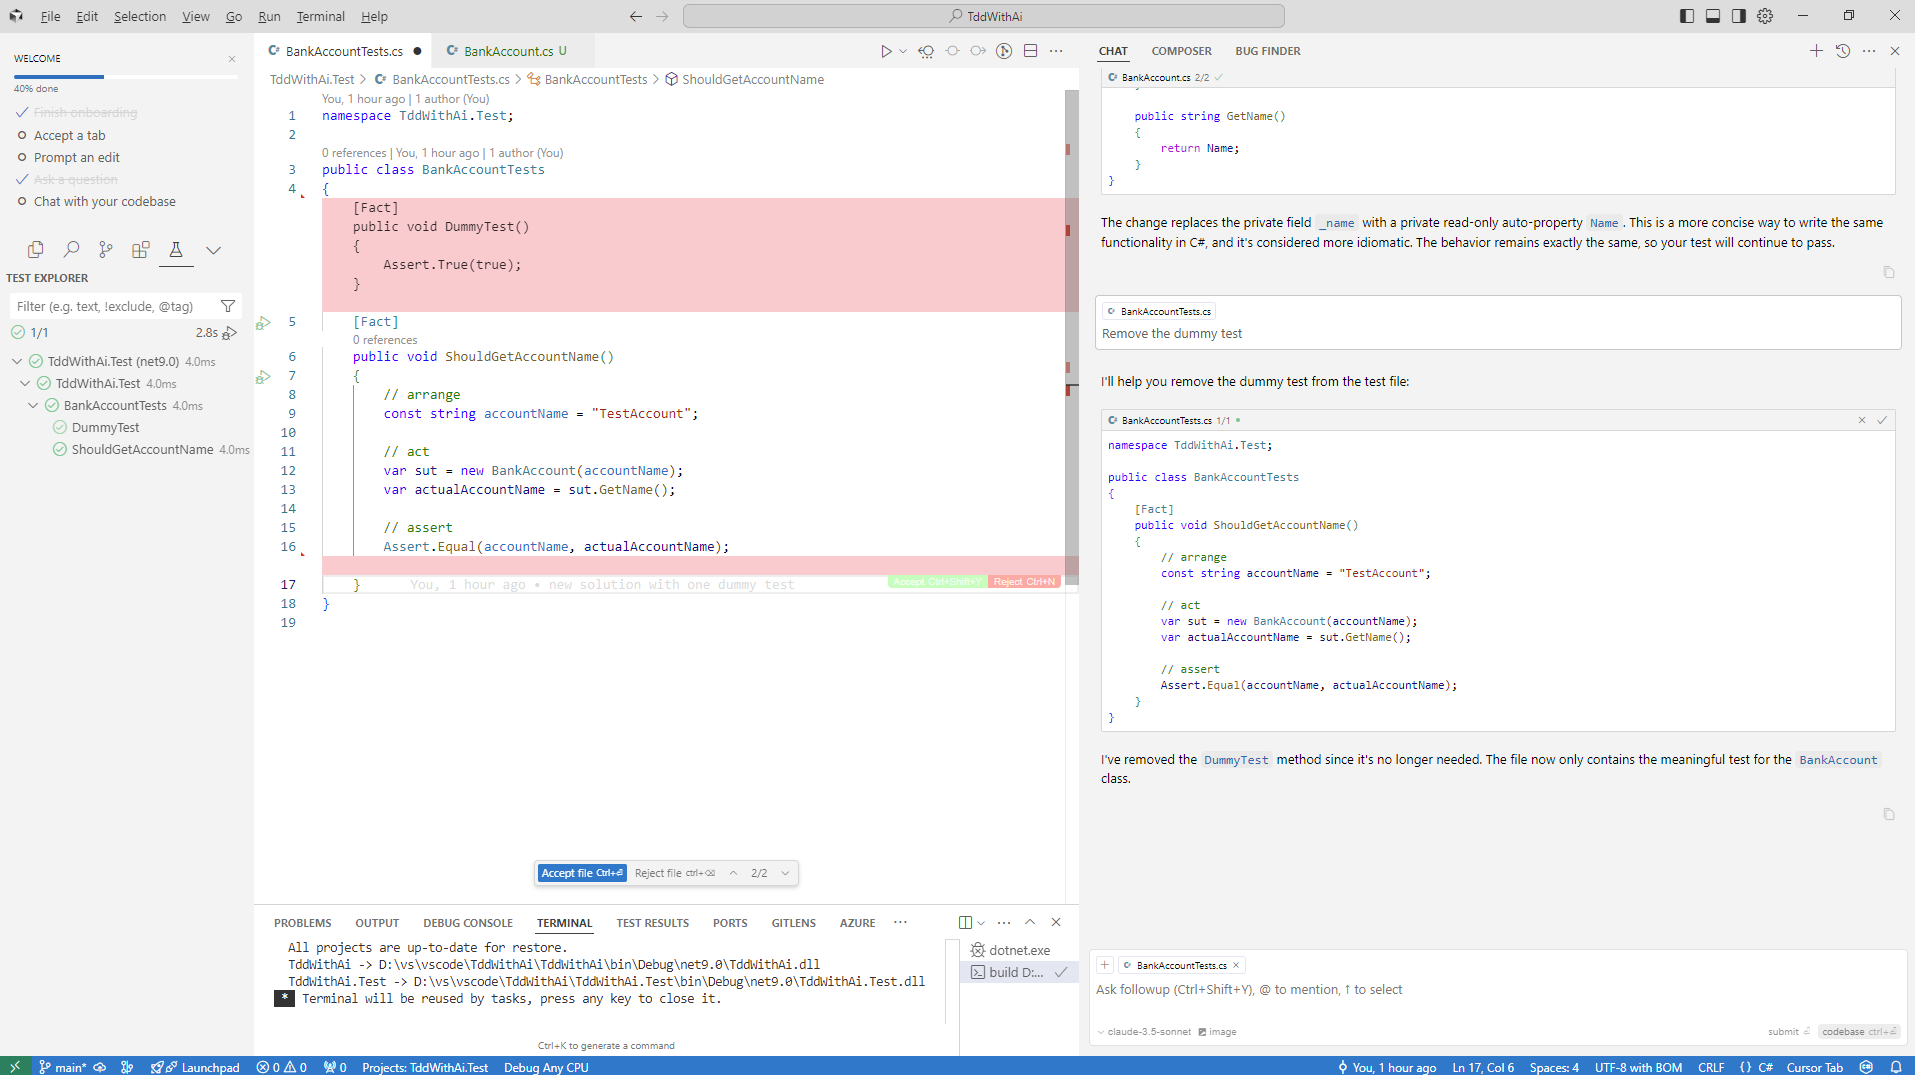 File Edit Selection View Go Run Terminal Help
TddWithAi
WELCOME
40% done
Finish onboarding
Accept a tab
Prompt an edit
Ask a question
Chat with your codebase
TEST EXPLORER
Filter (e.g. text, !exclude, @tag)
1/1 2.8s
TddWithAi.Test (net9.0) 4.0ms
TddWithAi.Test 4.0ms
BankAccountTests 4.0ms
DummyTest
ShouldGetAccountName 4.0ms
BankAccountTests.cs
BankAccount.cs U
TddWithAi.Test > BankAccountTests.cs > BankAccountTests > ShouldGetAccountName
You, 1 hour ago | 1 author (You)
1 namespace TddWithAi.Test;
2
0 references | You, 1 hour ago | 1 author (You)
3 public class BankAccountTests
4 {
[Fact]
public void DummyTest()
{
Assert.True(true);
}
5 [Fact]
0 references
6 public void ShouldGetAccountName()
7 {
8 // arrange
9 const string accountName = "TestAccount";
10
11 // act
12 var sut = new BankAccount(accountName);
13 var actualAccountName = sut.GetName();
14
15 // assert
16 Assert.Equal(accountName, actualAccountName);
17 } You, 1 hour ago • new solution with one dummy test
Accept Ctrl+Shift+Y Reject Ctrl+N
18 }
19
Accept file Ctrl+⏎ Reject file ctrl+⌫ 2/2
PROBLEMS OUTPUT DEBUG CONSOLE TERMINAL TEST RESULTS PORTS GITLENS AZURE ···
All projects are up-to-date for restore.
TddWithAi -> D:\vs\vscode\TddWithAi\TddWithAi\bin\Debug\net9.0\TddWithAi.dll
TddWithAi.Test -> D:\vs\vscode\TddWithAi\TddWithAi.Test\bin\Debug\net9.0\TddWithAi.Test.dll
* Terminal will be reused by tasks, press any key to close it.
Ctrl+K to generate a command
dotnet.exe
build D:...
CHAT COMPOSER BUG FINDER
BankAccount.cs 2/2
}
public string GetName()
{
return Name;
}
}
The change replaces the private field _name with a private read-only auto-property Name. This is a more concise way to write the same
functionality in C#, and it's considered more idiomatic. The behavior remains exactly the same, so your test will continue to pass.
BankAccountTests.cs
Remove the dummy test
I'll help you remove the dummy test from the test file:
BankAccountTests.cs 1/1
namespace TddWithAi.Test;
public class BankAccountTests
{
[Fact]
public void ShouldGetAccountName()
{
// arrange
const string accountName = "TestAccount";
// act
var sut = new BankAccount(accountName);
var actualAccountName = sut.GetName();
// assert
Assert.Equal(accountName, actualAccountName);
}
}
I've removed the DummyTest method since it's no longer needed. The file now only contains the meaningful test for the BankAccount
class.
BankAccountTests.cs
Ask followup (Ctrl+Shift+Y), @ to mention, ↑ to select
claude-3.5-sonnet image submit ⏎ codebase ctrl+⏎
main* Launchpad 0 0 0 Projects: TddWithAi.Test Debug Any CPU
You, 1 hour ago Ln 17, Col 6 Spaces: 4 UTF-8 with BOM CRLF {} C# Cursor Tab